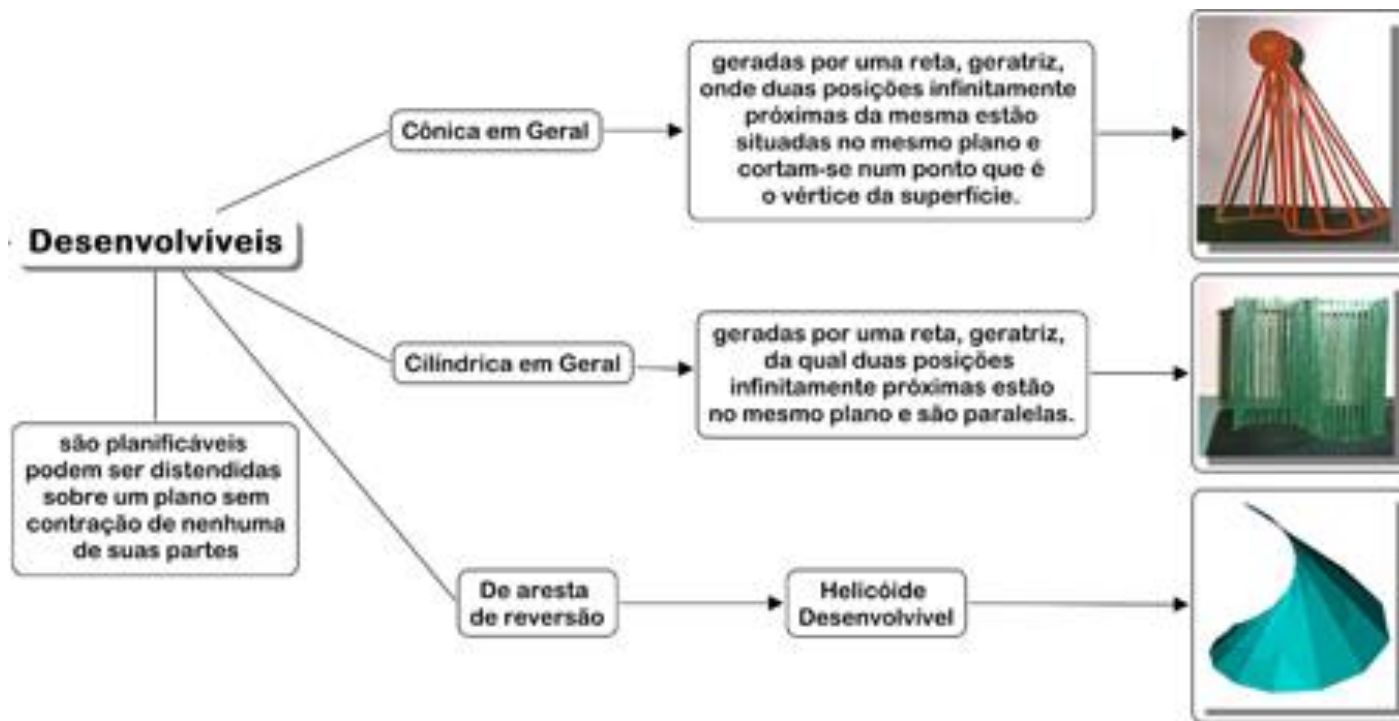 Desenvolvíveis
são planificáveis
podem ser distendidas
sobre um plano sem
contração de nenhuma
de suas partes
Cônica em Geral
geradas por uma reta, geratriz,
onde duas posições infinitamente
próximas da mesma estão
situadas no mesmo plano e
cortam-se num ponto que é
o vértice da superfície.
Cilíndrica em Geral
geradas por uma reta, geratriz,
da qual duas posições
infinitamente próximas estão
no mesmo plano e são paralelas.
De aresta
de reversão
Helicóide
Desenvolvível